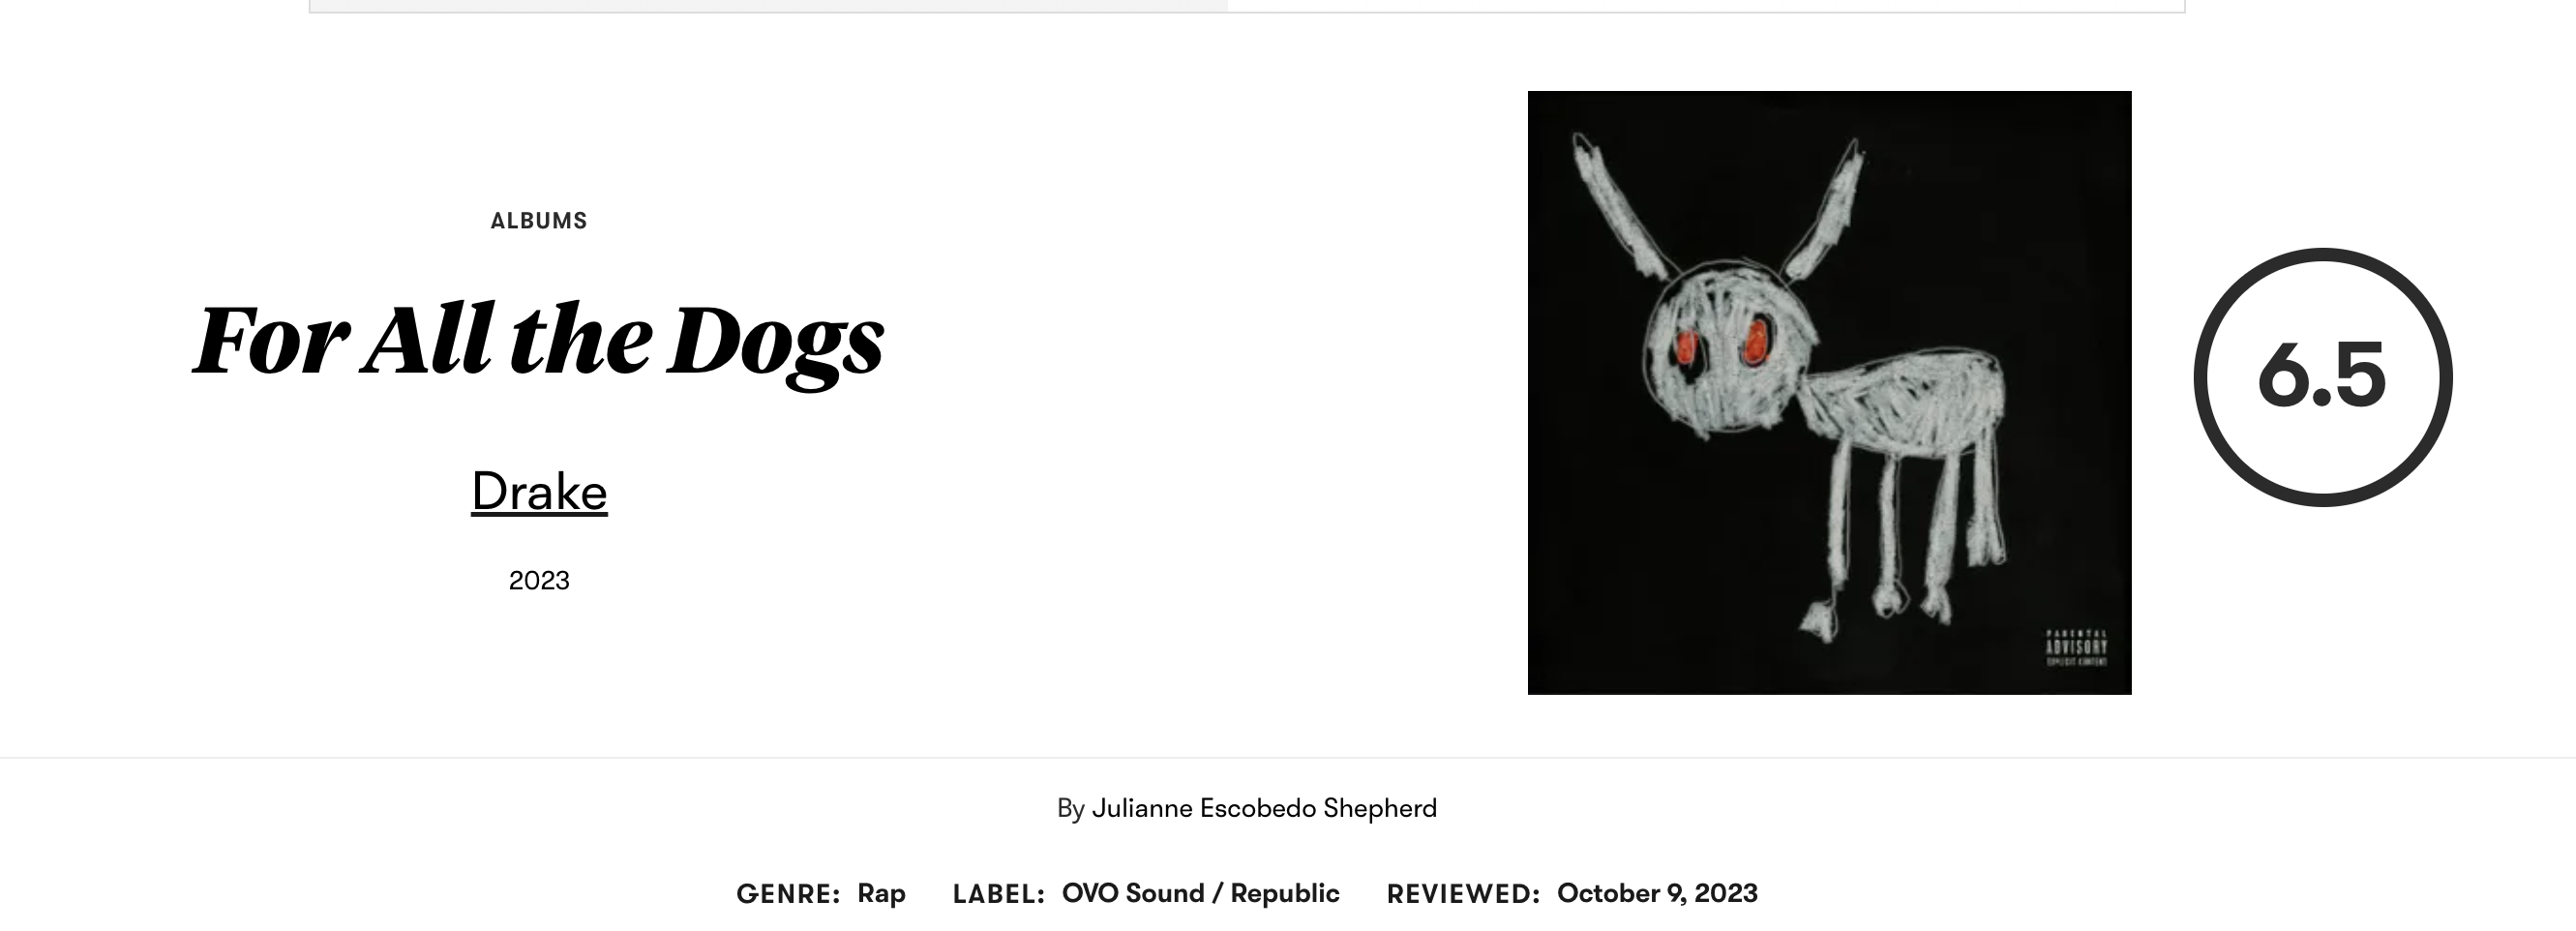 ALBUMS
For All the Dogs
Drake
2023
PARENTAL
ADVISORY
EXPLICIT CONTENT
6.5
By Julianne Escobedo Shepherd
GENRE: Rap LABEL: OVO Sound / Republic REVIEWED: October 9, 2023